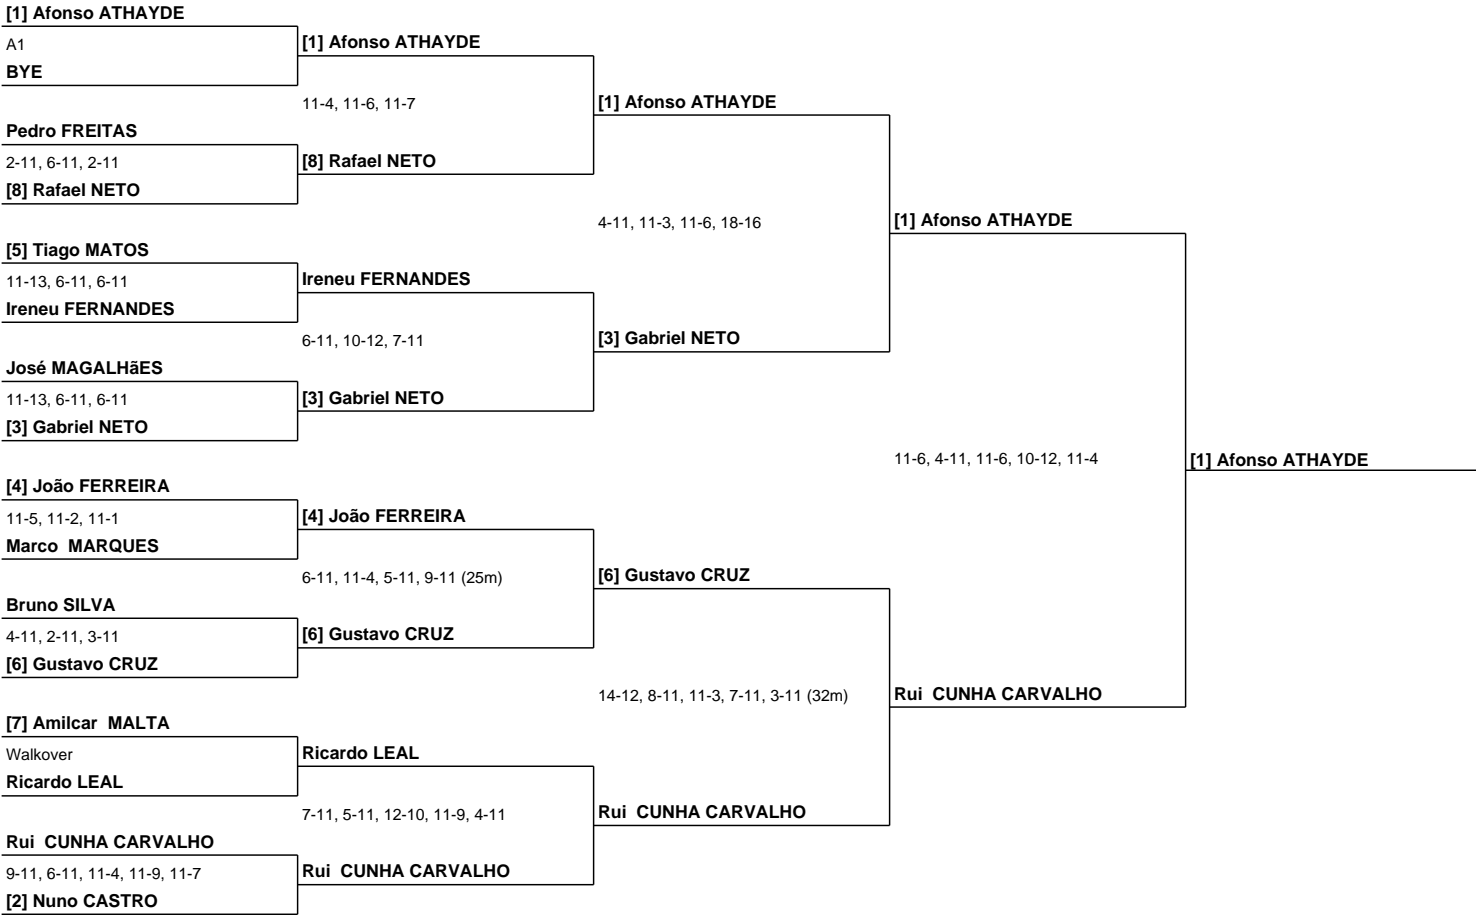 [1] Afonso ATHAYDE
A1
BYE
Pedro FREITAS
2-11, 6-11, 2-11
[8] Rafael NETO
[5] Tiago MATOS
11-13, 6-11, 6-11
Ireneu FERNANDES
José MAGALHãES
11-13, 6-11, 6-11
[3] Gabriel NETO
[4] João FERREIRA
11-5, 11-2, 11-1
Marco MARQUES
Bruno SILVA
4-11, 2-11, 3-11
[6] Gustavo CRUZ
[7] Amilcar MALTA
Walkover
Ricardo LEAL
Rui CUNHA CARVALHO
9-11, 6-11, 11-4, 11-9, 11-7
[2] Nuno CASTRO
[1] Afonso ATHAYDE
11-4, 11-6, 11-7
[8] Rafael NETO
Ireneu FERNANDES
6-11, 10-12, 7-11
[3] Gabriel NETO
[4] João FERREIRA
6-11, 11-4, 5-11, 9-11 (25m)
[6] Gustavo CRUZ
Ricardo LEAL
7-11, 5-11, 12-10, 11-9, 4-11
Rui CUNHA CARVALHO
[1] Afonso ATHAYDE
4-11, 11-3, 11-6, 18-16
[3] Gabriel NETO
[6] Gustavo CRUZ
14-12, 8-11, 11-3, 7-11, 3-11 (32m)
Rui CUNHA CARVALHO
[1] Afonso ATHAYDE
11-6, 4-11, 11-6, 10-12, 11-4
Rui CUNHA CARVALHO
[1] Afonso ATHAYDE